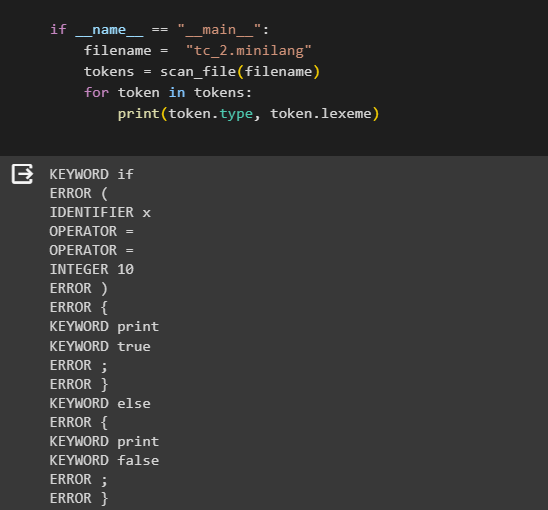 if __name__ == "__main__":
    filename =  "tc_2.minilang"
    tokens = scan_file(filename)
    for token in tokens:
        print(token.type, token.lexeme)
KEYWORD if
ERROR (
IDENTIFIER x
OPERATOR =
OPERATOR =
INTEGER 10
ERROR )
ERROR {
KEYWORD print
KEYWORD true
ERROR ;
ERROR }
KEYWORD else
ERROR {
KEYWORD print
KEYWORD false
ERROR ;
ERROR }